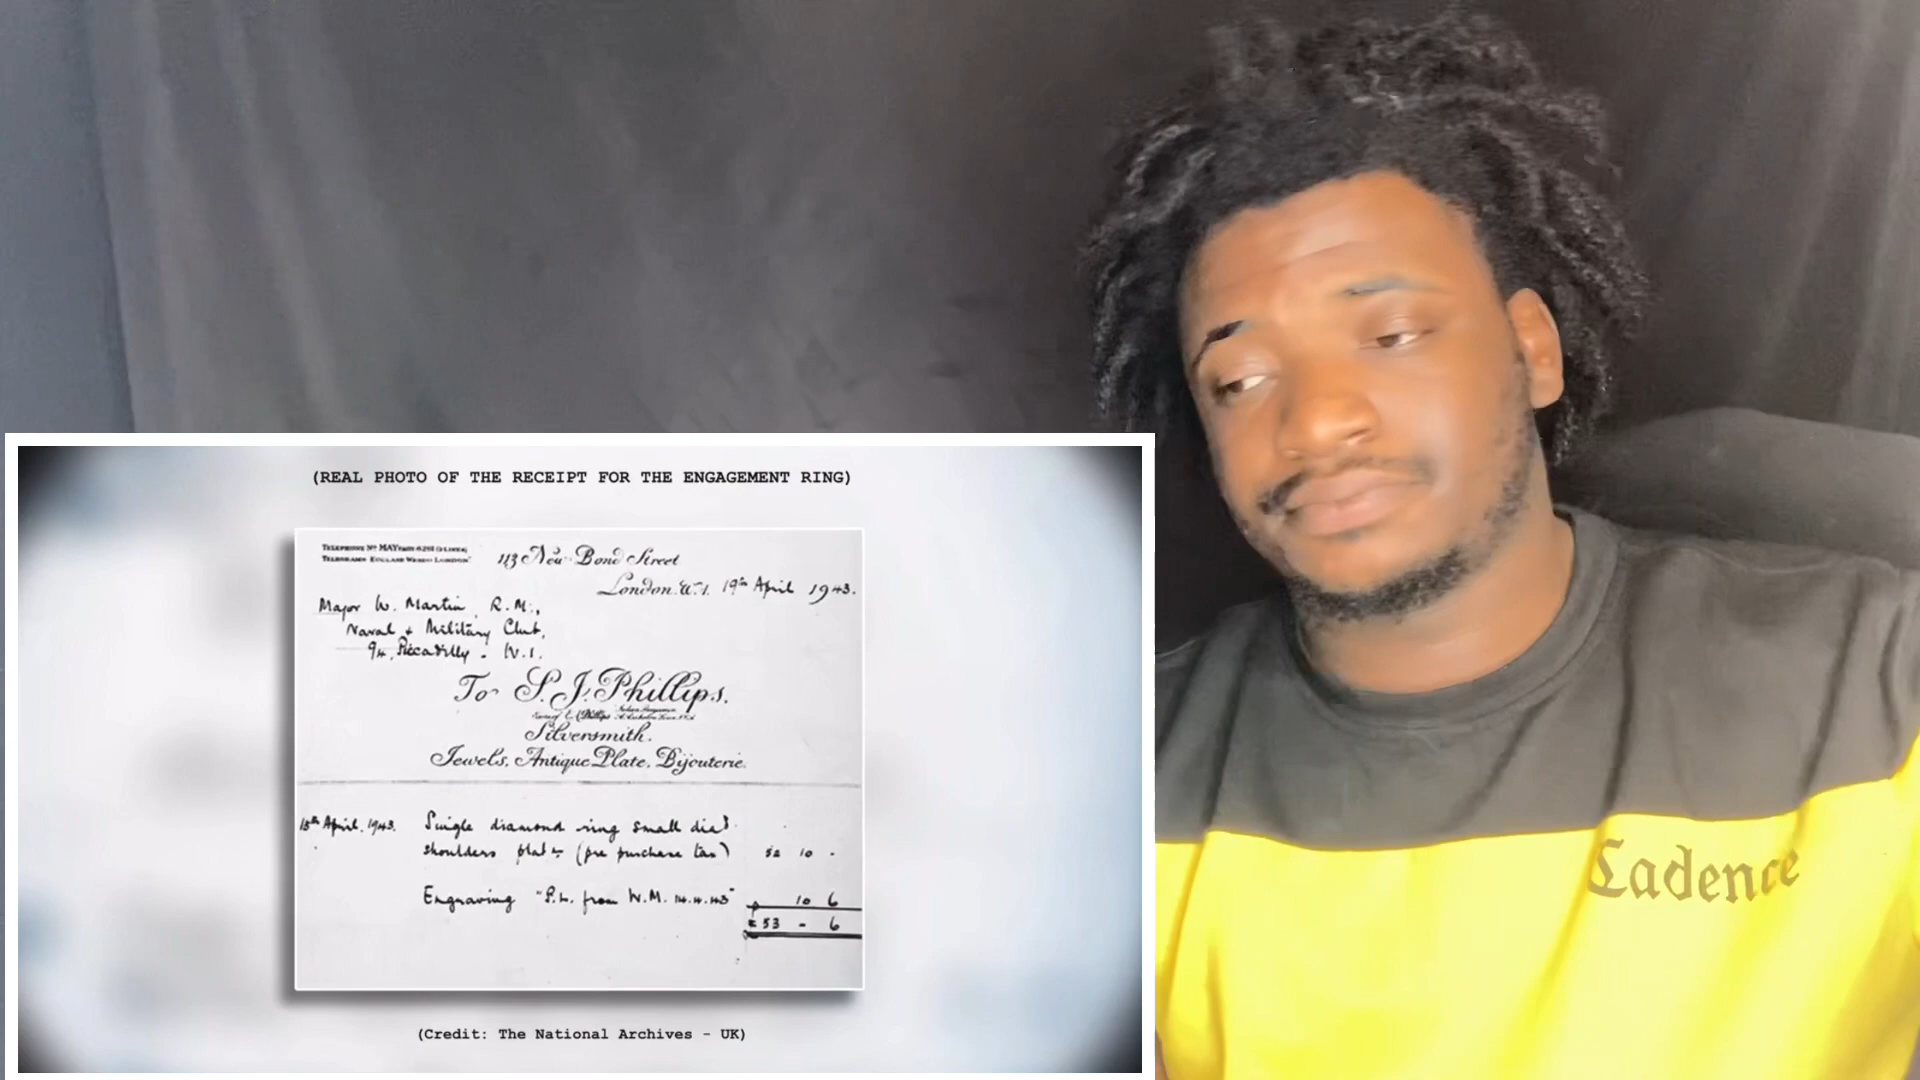 (REAL PHOTO OF THE RECEIPT FOR THE ENGAGEMENT RING)
113 New Bond Street
London. W.1. 19th April 1943.
Major W. Martin, R.M.,
Naval & Military Club,
94, Piccadilly - W.1.
To S. J. Phillips.
Silversmith.
Jewels, Antique Plate, Bijouterie.
15th April. 1943. Single diamond ring small diad.
shoulders plat. (pre purchase tax) 52 10 -
Engraving "P.L. from W.M. 14.4.43" 10 6
£53 - 6
(Credit: The National Archives - UK)
Cadence